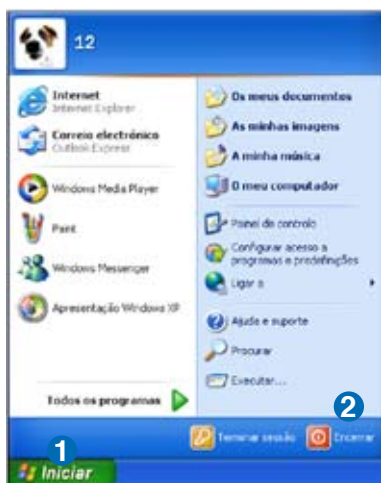 12
Internet
Internet Explorer
Correio electrónico
Outlook Express
Windows Media Player
Paint
Windows Messenger
Apresentação Windows XP
Todos os programas
Os meus documentos
As minhas imagens
A minha música
O meu computador
Painel de controlo
Configurar acesso a
programas e predefinições
Ligar a
Ajuda e suporte
Procurar
Executar...
2
Terminar sessão
Encerrar
1
Iniciar